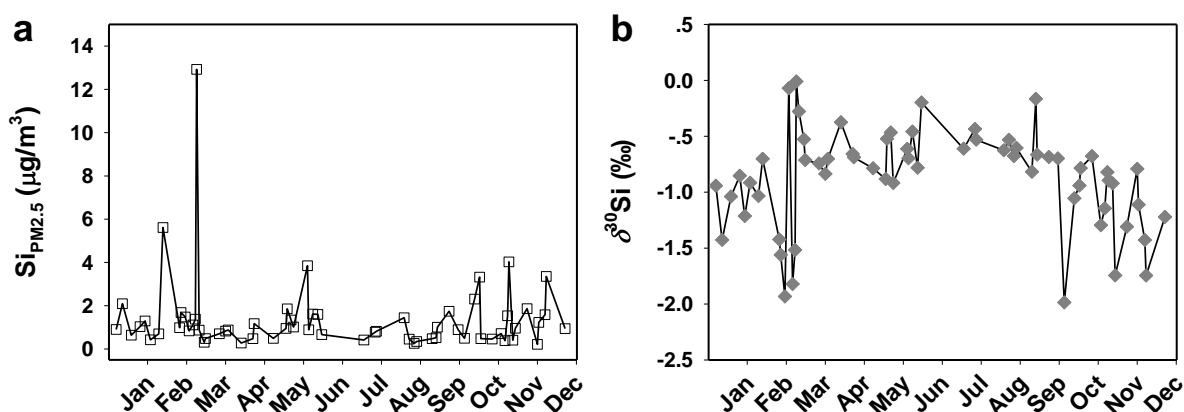 a
Si_PM2.5 (μg/m³)
14
12
10
8
6
4
2
0
Jan Feb Mar Apr May Jun Jul Aug Sep Oct Nov Dec
b
δ³⁰Si (‰)
.5
0.0
-.5
-1.0
-1.5
-2.0
-2.5
Jan Feb Mar Apr May Jun Jul Aug Sep Oct Nov Dec